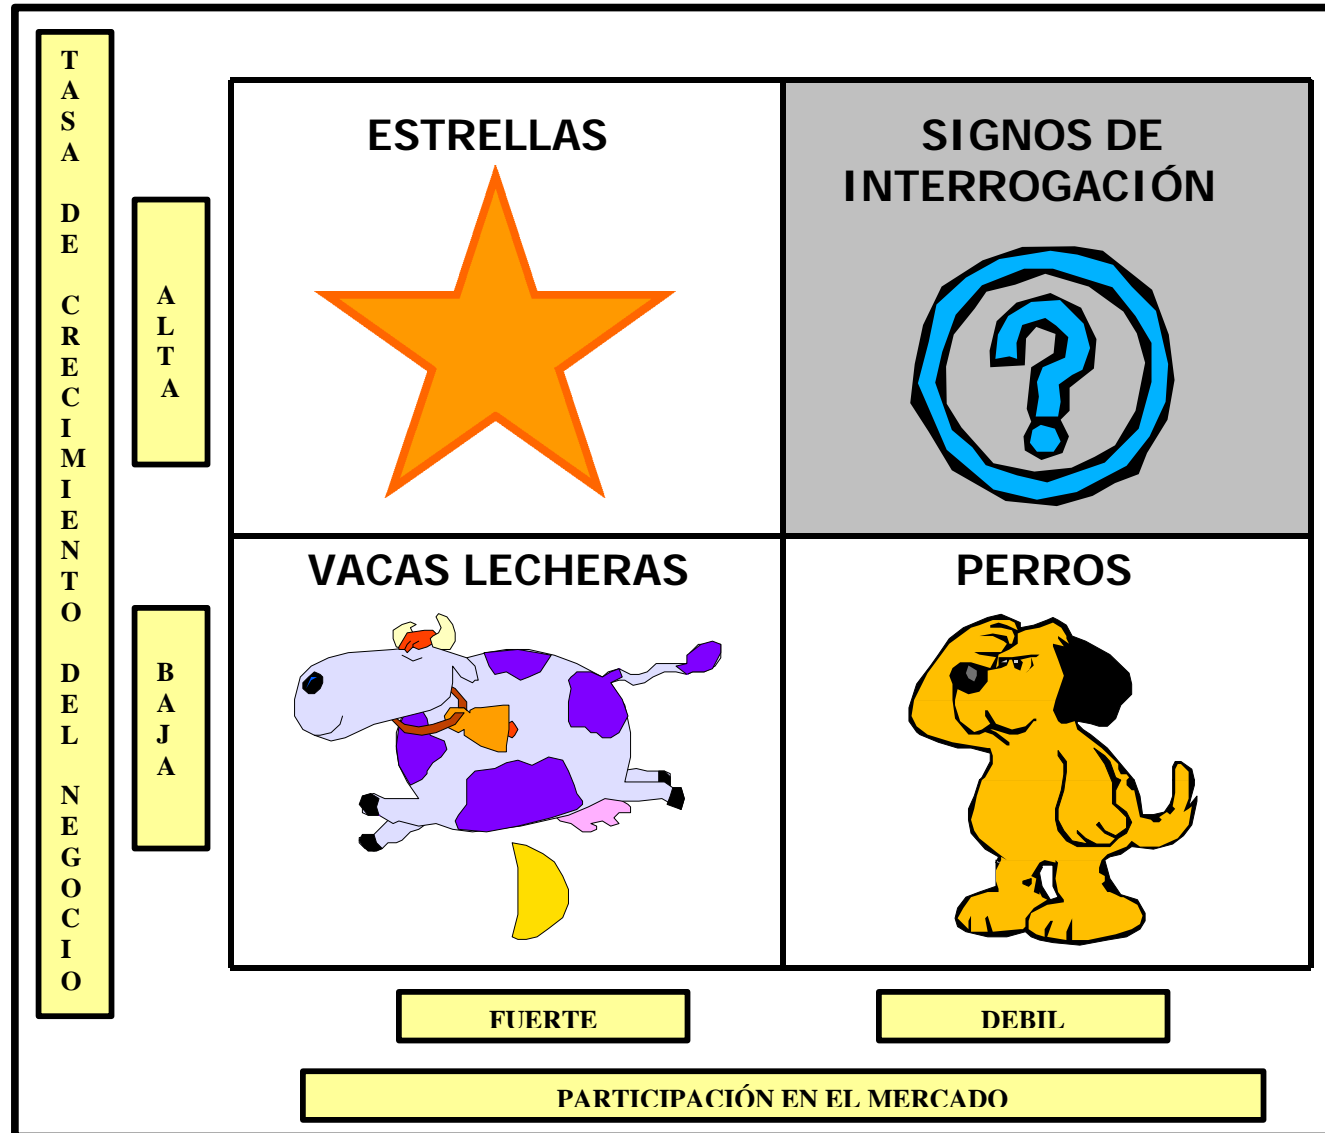 TASA DE CRECIMIENTO DEL NEGOCIO
ALTA
ESTRELLAS
SIGNOS DE
INTERROGACIÓN
BAJA
VACAS LECHERAS
PERROS
FUERTE
DEBIL
PARTICIPACIÓN EN EL MERCADO